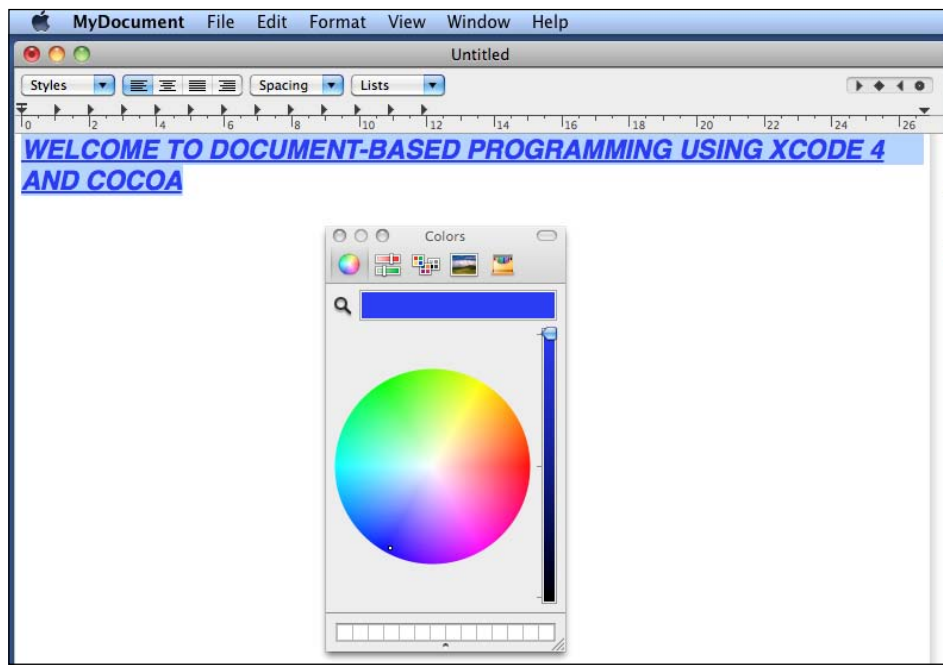 MyDocument File Edit Format View Window Help
Untitled
Styles Spacing Lists
0 2 4 6 8 10 12 14 16 18 20 22 24 26
WELCOME TO DOCUMENT-BASED PROGRAMMING USING XCODE 4
AND COCOA
Colors